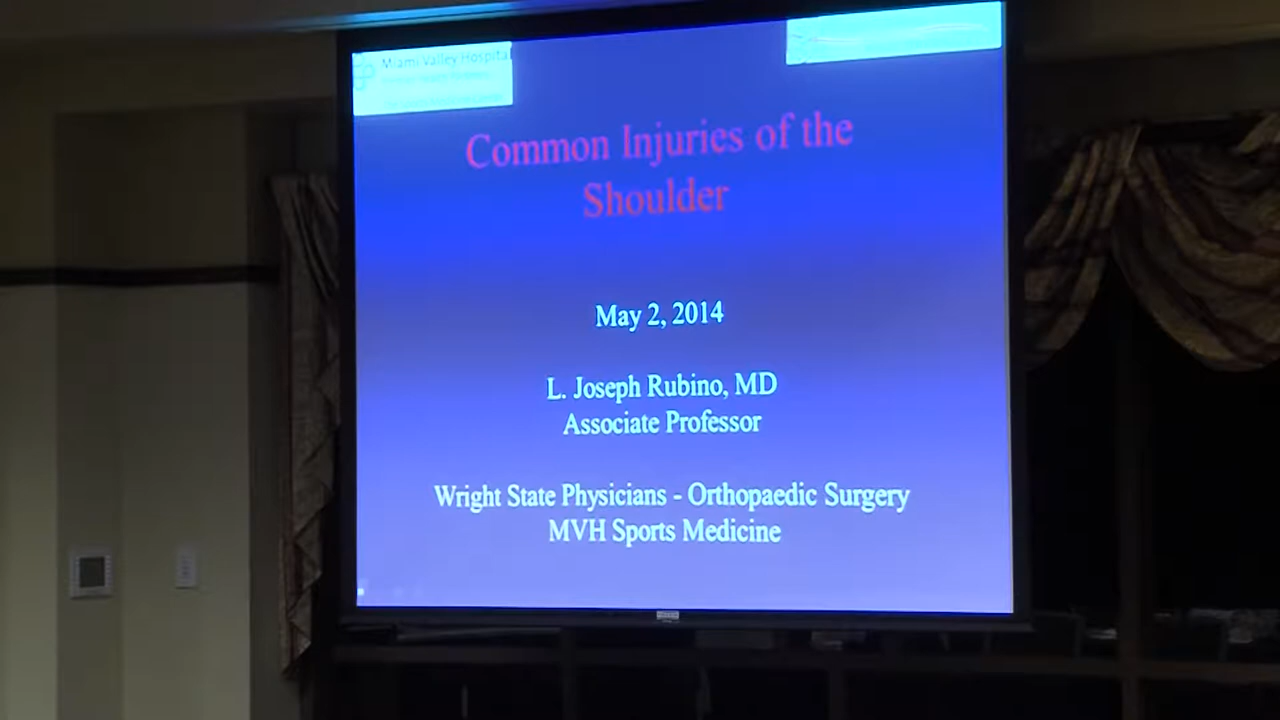 Miami Valley Hospital
Common Injuries of the
Shoulder
May 2, 2014
L. Joseph Rubino, MD
Associate Professor
Wright State Physicians - Orthopaedic Surgery
MVH Sports Medicine